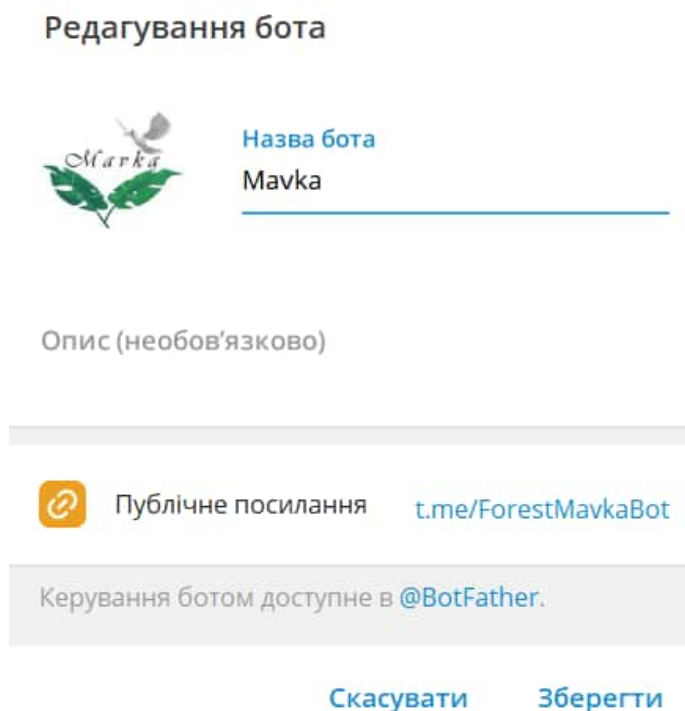 Редагування бота
Mavka
Назва бота
Mavka
Опис (необов'язково)
Публічне посилання t.me/ForestMavkaBot
Керування ботом доступне в @BotFather.
Скасувати Зберегти